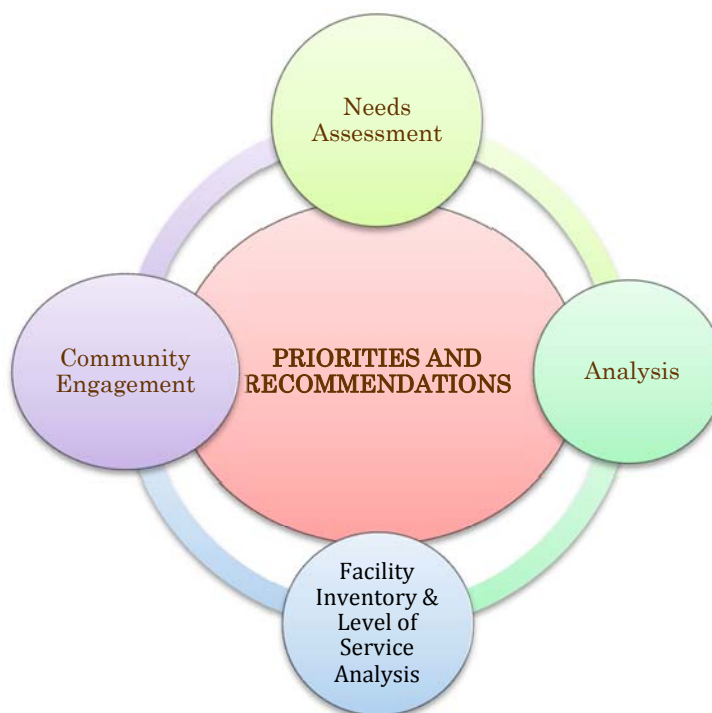 Needs
Assessment
Community
Engagement
PRIORITIES AND
RECOMMENDATIONS
Analysis
Facility
Inventory &
Level of
Service
Analysis